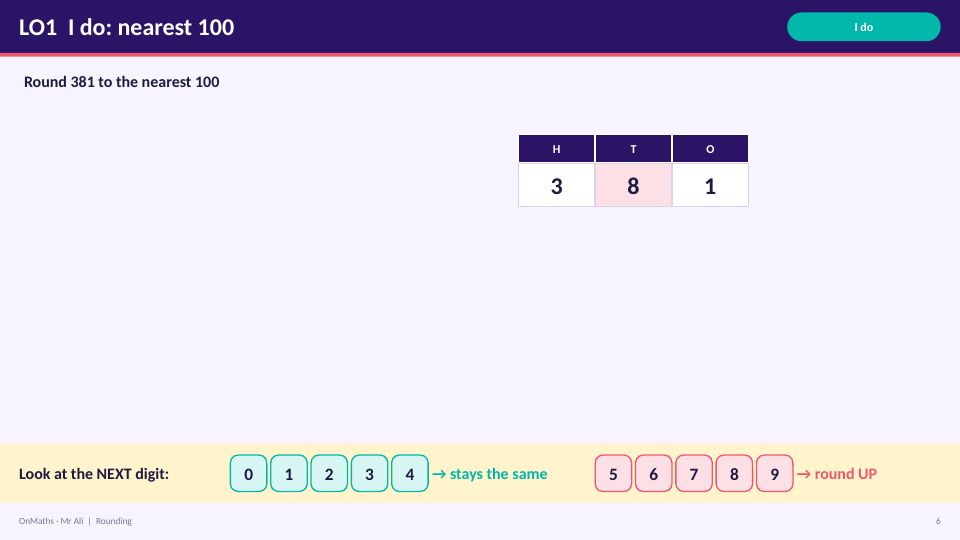 LO1 I do: nearest 100
I do
Round 381 to the nearest 100
H T O
3 8 1
Look at the NEXT digit: 0 1 2 3 4 → stays the same 5 6 7 8 9 → round UP
OnMaths - Mr Ali | Rounding 6